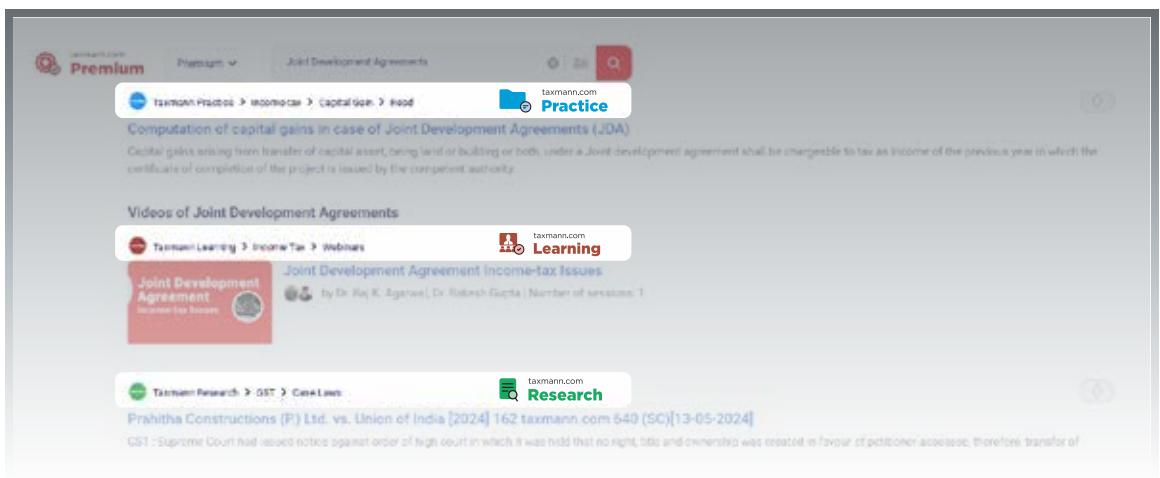 taxmann.com
Premium
Premium
Joint Development Agreements
Taxmann Practice > Income tax > Capital Gain > Read
taxmann.com
Practice
Computation of capital gains in case of Joint Development Agreements (JDA)
Capital gains arising from transfer of capital asset, being land or building or both, under a Joint development agreement shall be chargeable to tax as income of the previous year in which the
certificate of completion of the project is issued by the competent authority.
Videos of Joint Development Agreements
Taxmann Learning > Income Tax > Webinars
taxmann.com
Learning
Joint Development
Agreement
Income-tax Issues
Joint Development Agreement Income-tax Issues
by Dr. Raj K. Agarwal, Dr. Rakesh Gupta | Number of sessions: 1
Taxmann Research > GST > Case Laws
taxmann.com
Research
Prahitha Constructions (P.) Ltd. vs. Union of India [2024] 162 taxmann.com 640 (SC)[13-05-2024]
GST : Supreme Court had issued notice against order of high court in which it was held that no right, title and ownership was created in favour of petitioner assessee, therefore, transfer of